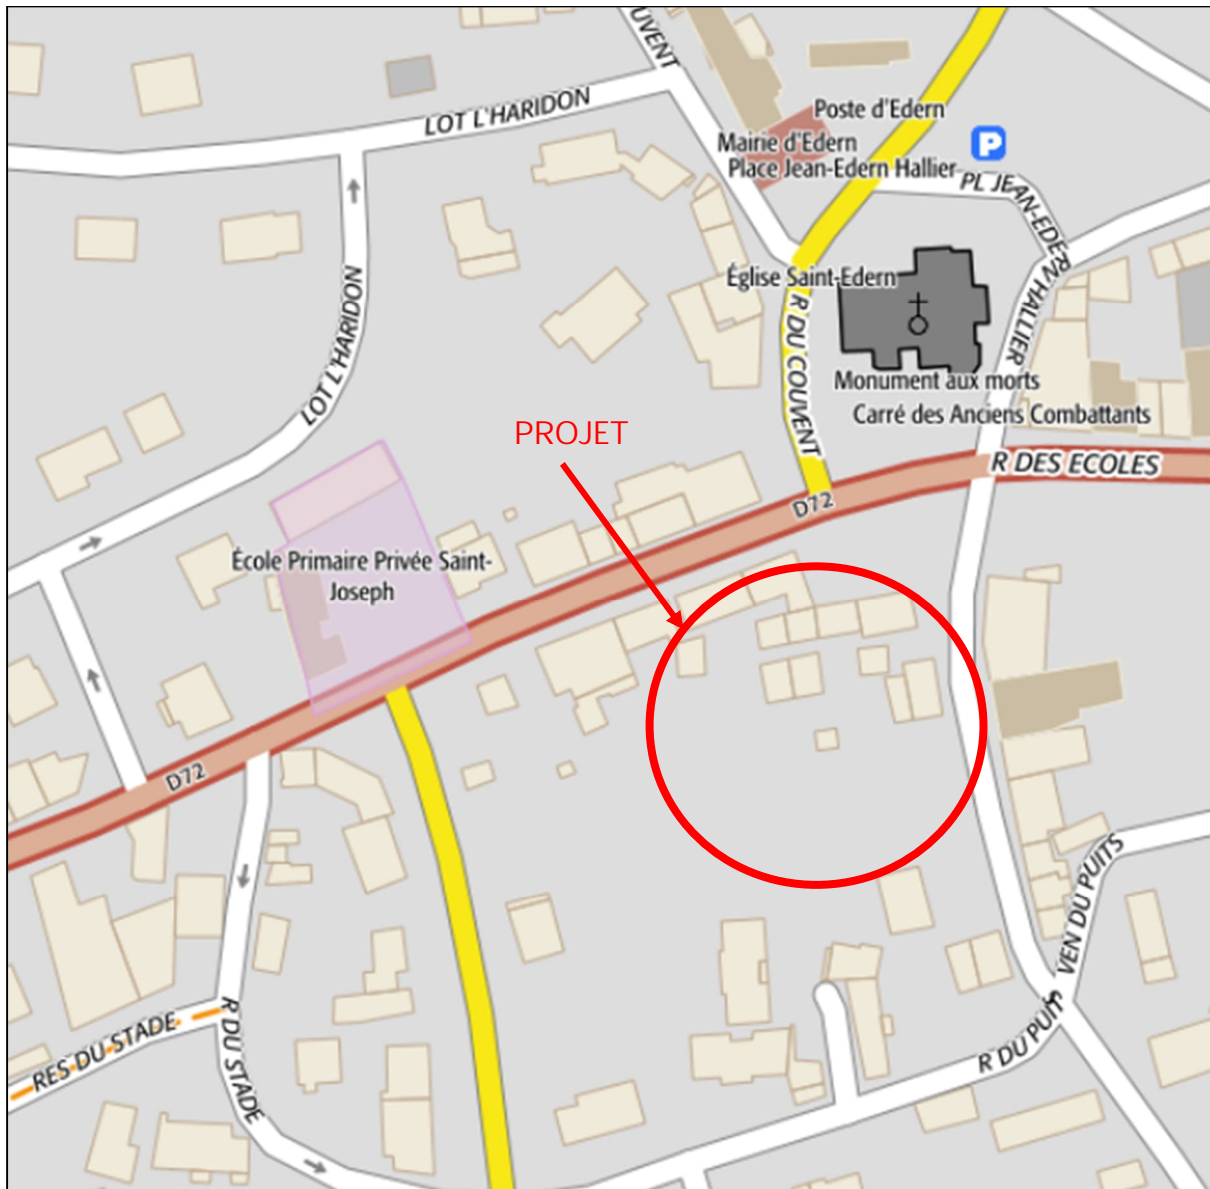 UVENT
Poste d'Edern
LOT L'HARIDON
Mairie d'Edern
P
Place Jean-Edern Hallier
PL JEAN-EDERN HALLIER
Église Saint-Edern
LOT L'HARIDON
R DU COUVENT
Monument aux morts
Carré des Anciens Combattants
PROJET
R DES ECOLES
D72
École Primaire Privée Saint-
Joseph
D72
VEN DU PUITS
R DU PUIT
RES DU STADE
R DU STADE